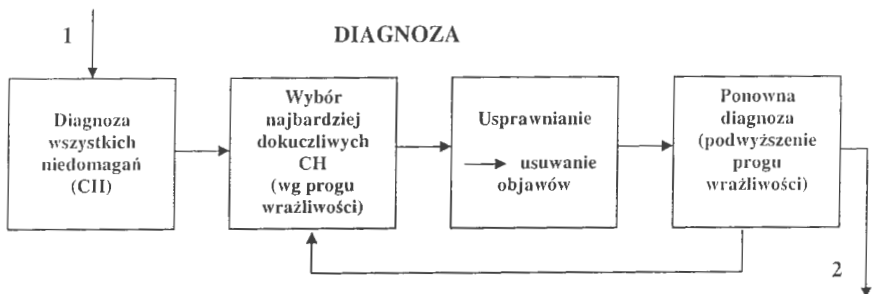 1
DIAGNOZA
Diagnoza
wszystkich
niedomagań
(CII)
Wybór
najbardziej
dokuczliwych
CH
(wg progu
wrażliwości)
Usprawnianie
→ usuwanie
objawów
Ponowna
diagnoza
(podwyższenie
progu
wrażliwości)
2